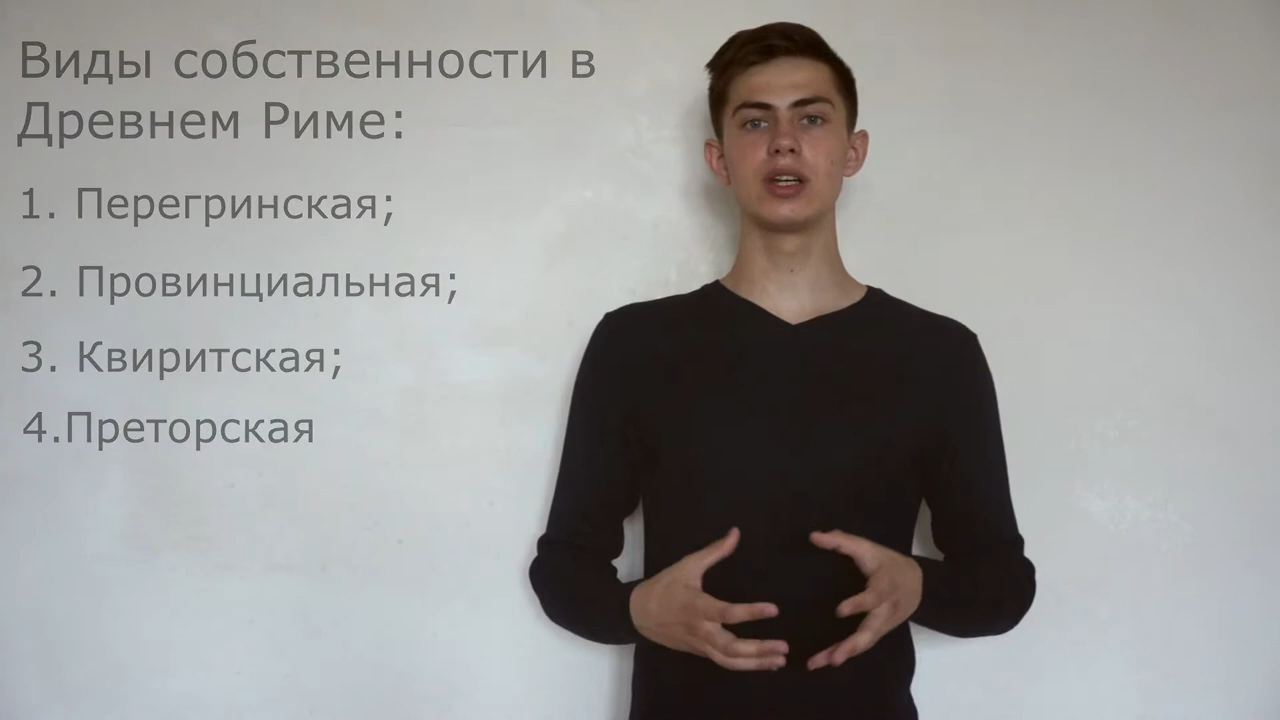 Виды собственности в
Древнем Риме:
1. Перегринская;
2. Провинциальная;
3. Квиритская;
4.Преторская